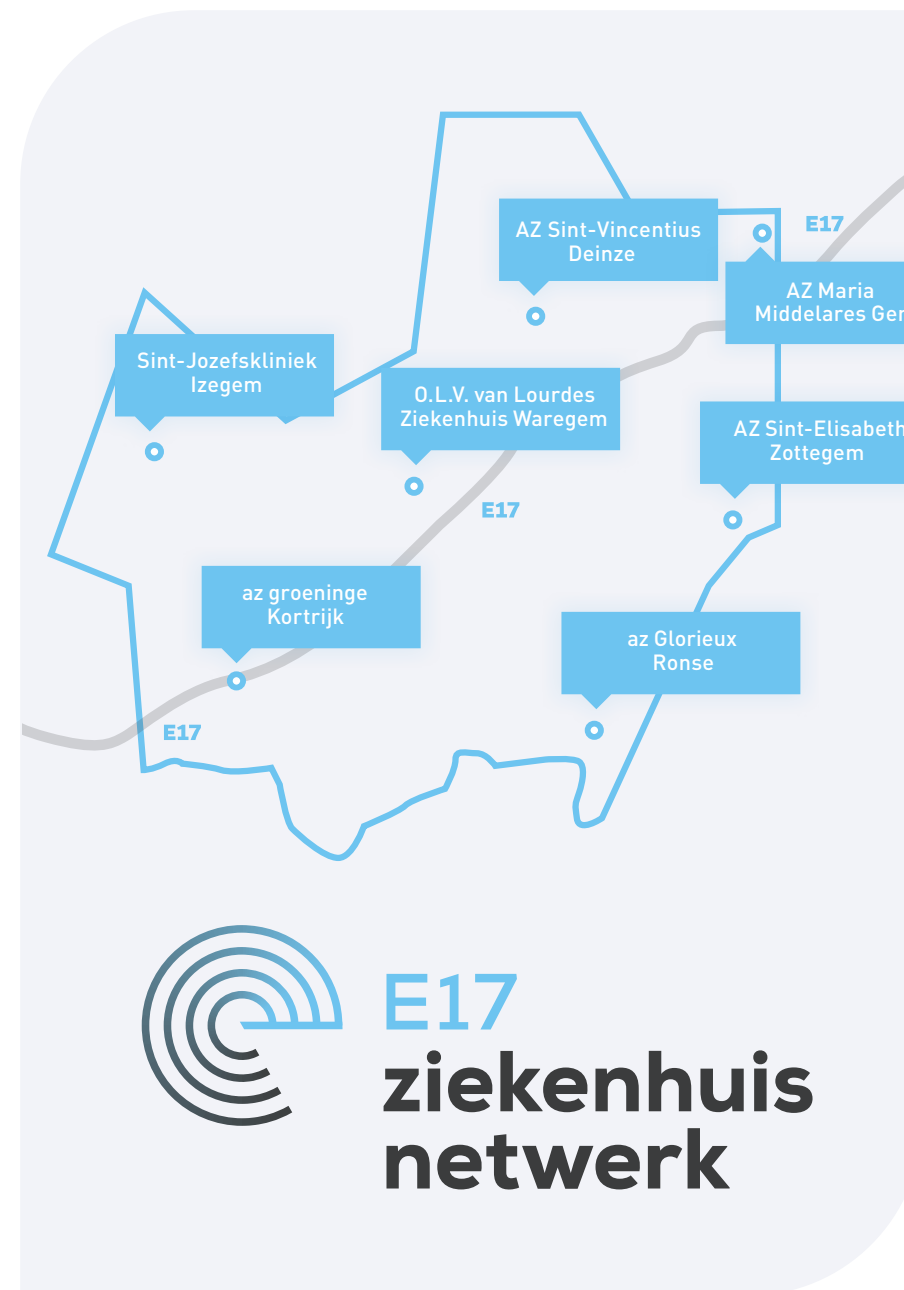 AZ Sint-Vincentius
Deinze
E17
AZ Maria
Middelares
Sint-Jozefskliniek
Izegem
O.L.V. van Lourdes
Ziekenhuis Waregem
AZ Sint-Elisabeth
Zottegem
E17
az groeninge
Kortrijk
az Glorieux
Ronse
E17
E17
ziekenhuis
netwerk